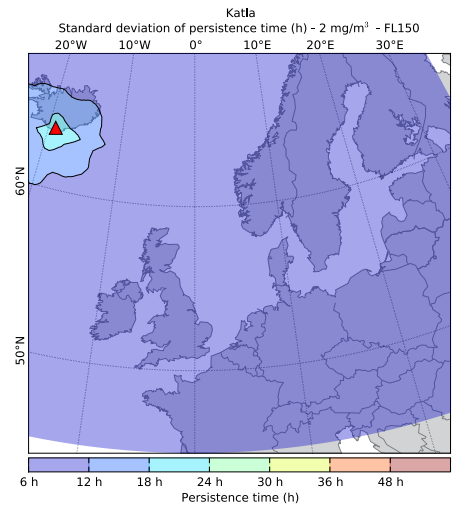 Katla
Standard deviation of persistence time (h) - 2 mg/m³ - FL150
20°W 10°W 0° 10°E 20°E 30°E
60°N
50°N
6 h 12 h 18 h 24 h 30 h 36 h 48 h
Persistence time (h)